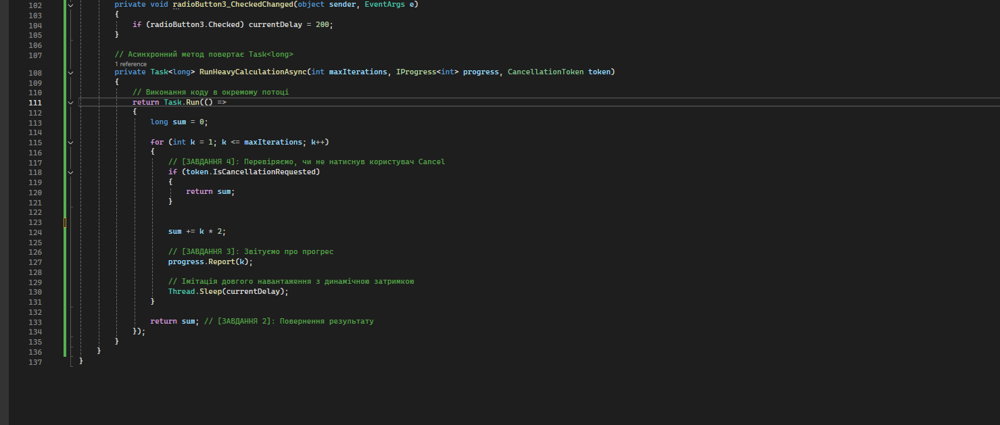 102 private void radioButton3_CheckedChanged(object sender, EventArgs e)
103 {
104 if (radioButton3.Checked) currentDelay = 200;
105 }
106
107 // Асинхронний метод повертає Task<long>
1 reference
108 private Task<long> RunHeavyCalculationAsync(int maxIterations, IProgress<int> progress, CancellationToken token)
109 {
110 // Виконання коду в окремому потоці
111 return Task.Run(() =>
112 {
113 long sum = 0;
114
115 for (int k = 1; k <= maxIterations; k++)
116 {
117 // [ЗАВДАННЯ 4]: Перевіряємо, чи не натиснув користувач Cancel
118 if (token.IsCancellationRequested)
119 {
120 return sum;
121 }
122
123
124 sum += k * 2;
125
126 // [ЗАВДАННЯ 3]: Звітуємо про прогрес
127 progress.Report(k);
128
129 // Імітація довгого навантаження з динамічною затримкою
130 Thread.Sleep(currentDelay);
131 }
132
133 return sum; // [ЗАВДАННЯ 2]: Повернення результату
134 });
135 }
136 }
137 }